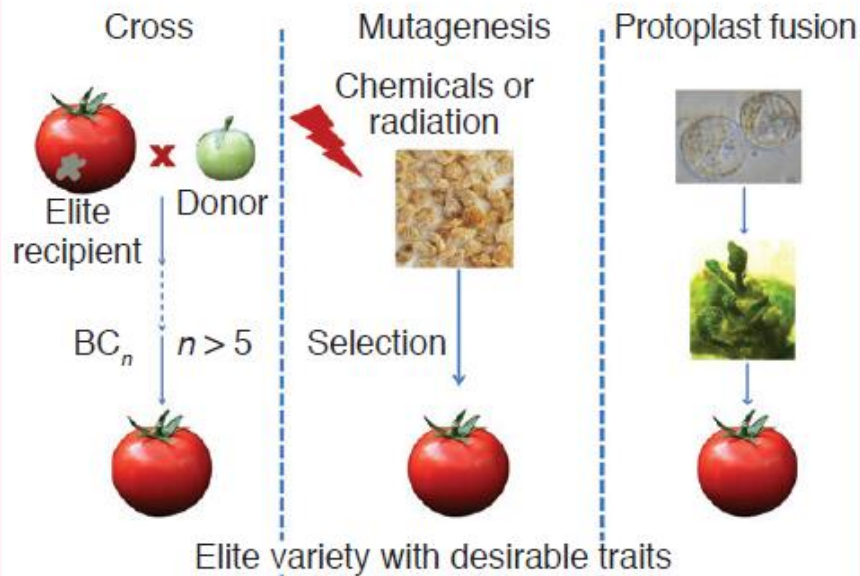 Cross
Mutagenesis
Protoplast fusion
x
Elite
recipient
Donor
BCn n > 5
Chemicals or
radiation
Selection
Elite variety with desirable traits